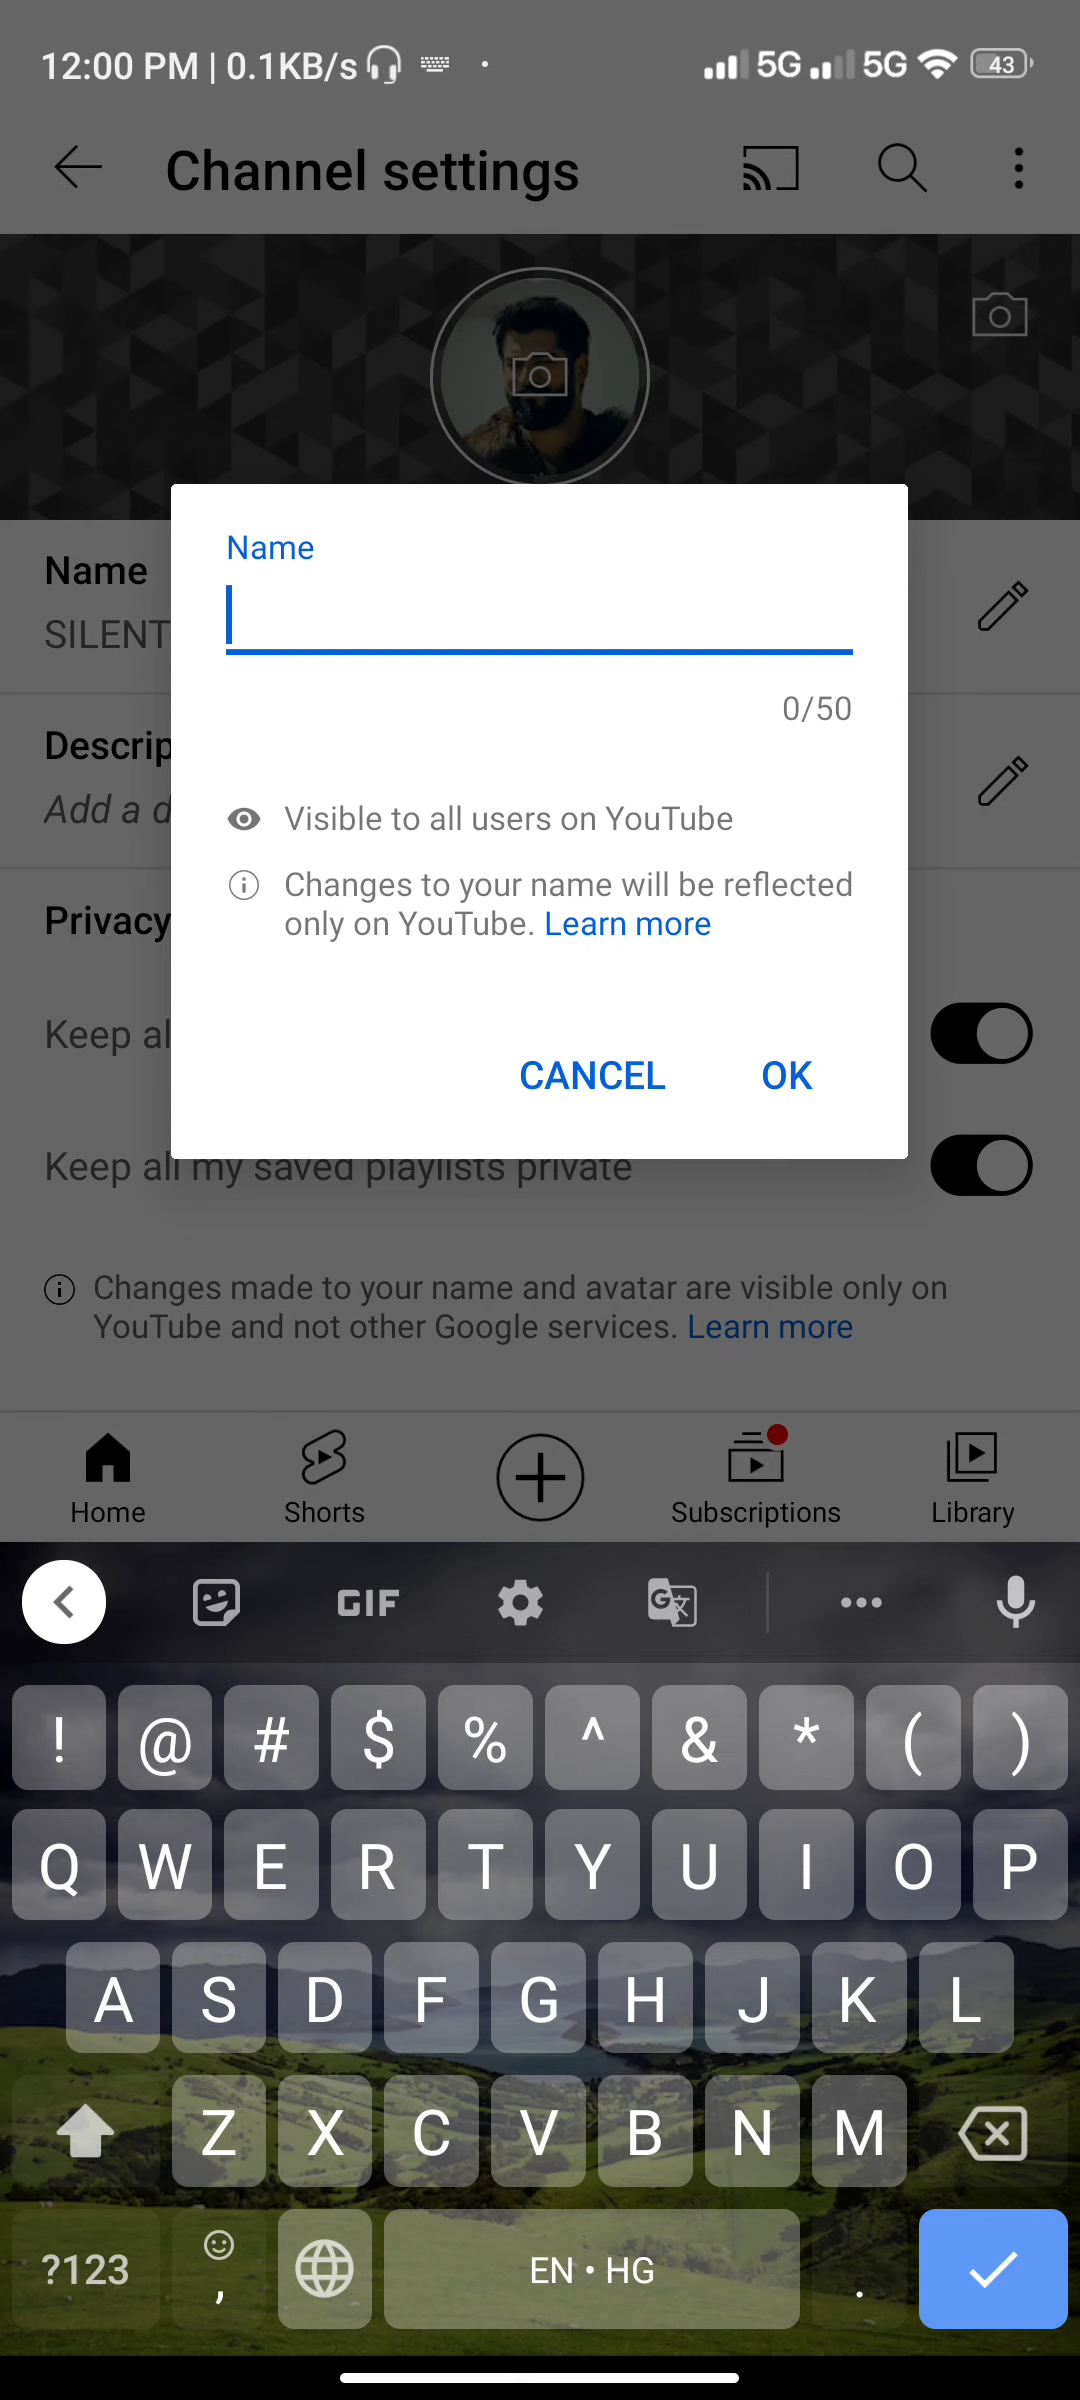 12:00 PM | 0.1KB/s 5G 5G 43
Channel settings
Name
SILENT
Name
0/50
Descrip
Add a d
Visible to all users on YouTube
Changes to your name will be reflected
only on YouTube. Learn more
Privacy
Keep al
CANCEL OK
Keep all my saved playlists private
Changes made to your name and avatar are visible only on
YouTube and not other Google services. Learn more
Home Shorts Subscriptions Library
GIF G 文
! @ # $ % ^ & * ( )
Q W E R T Y U I O P
A S D F G H J K L
Z X C V B N M
?123 , EN • HG .